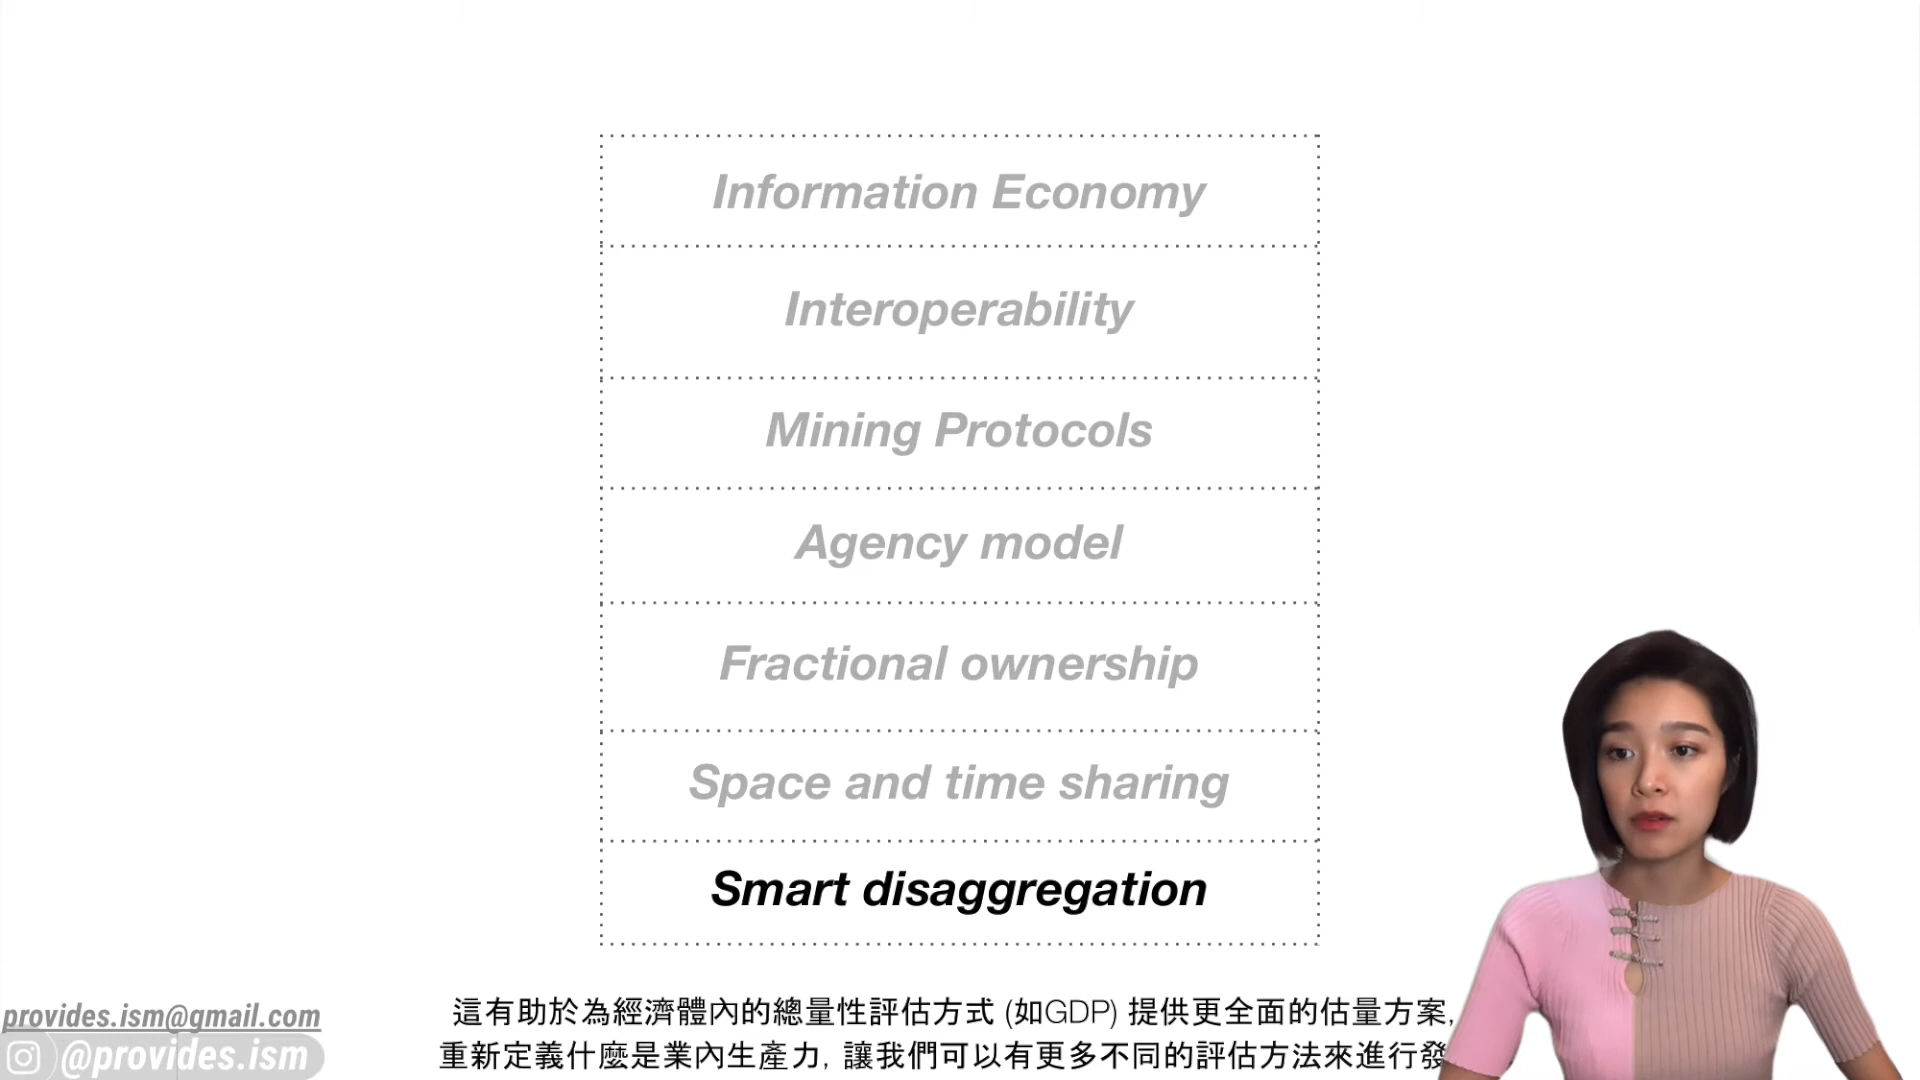 Information Economy
Interoperability
Mining Protocols
Agency model
Fractional ownership
Space and time sharing
Smart disaggregation
這有助於為經濟體內的總量性評估方式 (如GDP) 提供更全面的估量方案,
重新定義什麼是業內生產力, 讓我們可以有更多不同的評估方法來進行發
provides.ism@gmail.com
@provides.ism